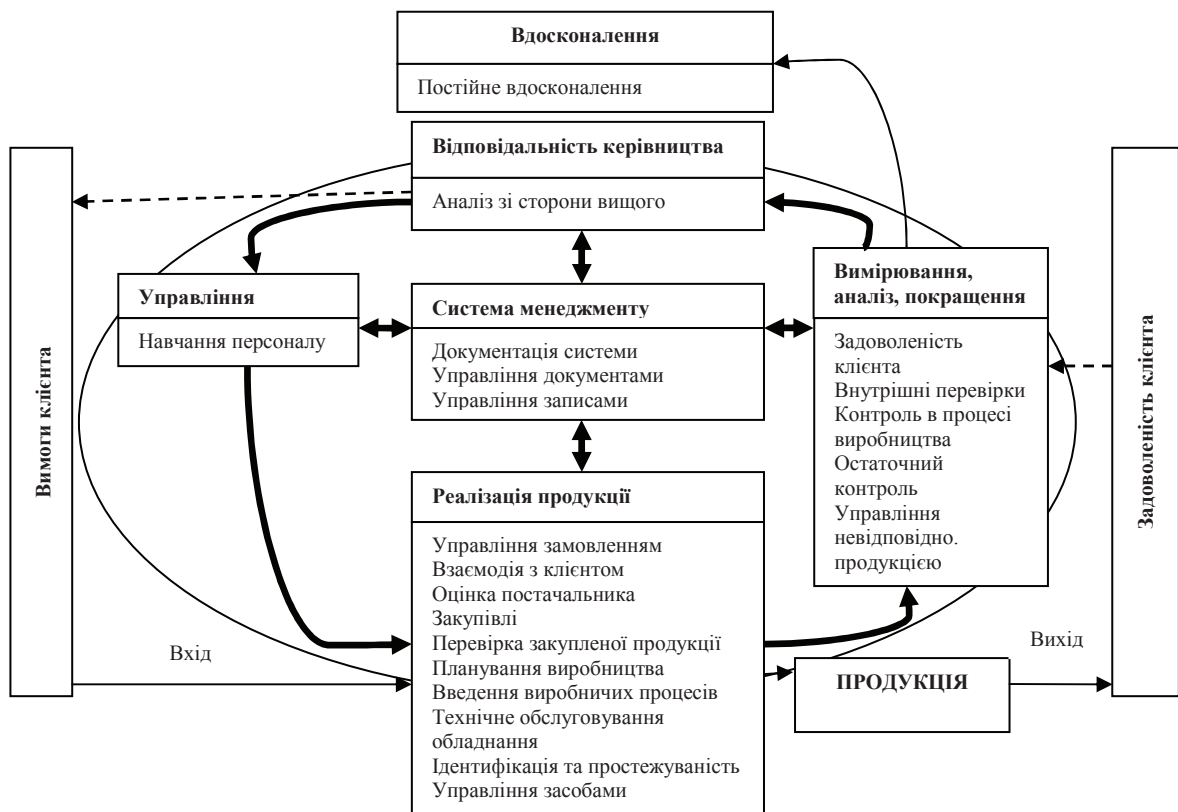 Вдосконалення
Постійне вдосконалення
Відповідальність керівництва
Аналіз зі сторони вищого
Вимоги клієнта
Управління
Навчання персоналу
Система менеджменту
Документація системи
Управління документами
Управління записами
Вимірювання,
аналіз, покращення
Задоволеність
клієнта
Внутрішні перевірки
Контроль в процесі
виробництва
Остаточний
контроль
Управління
невідповідно.
продукцією
Задоволеність клієнта
Реалізація продукції
Управління замовленням
Взаємодія з клієнтом
Оцінка постачальника
Закупівлі
Перевірка закупленої продукції
Планування виробництва
Введення виробничих процесів
Технічне обслуговування
обладнання
Ідентифікація та простежуваність
Управління засобами
Вхід
Вихід
ПРОДУКЦІЯ